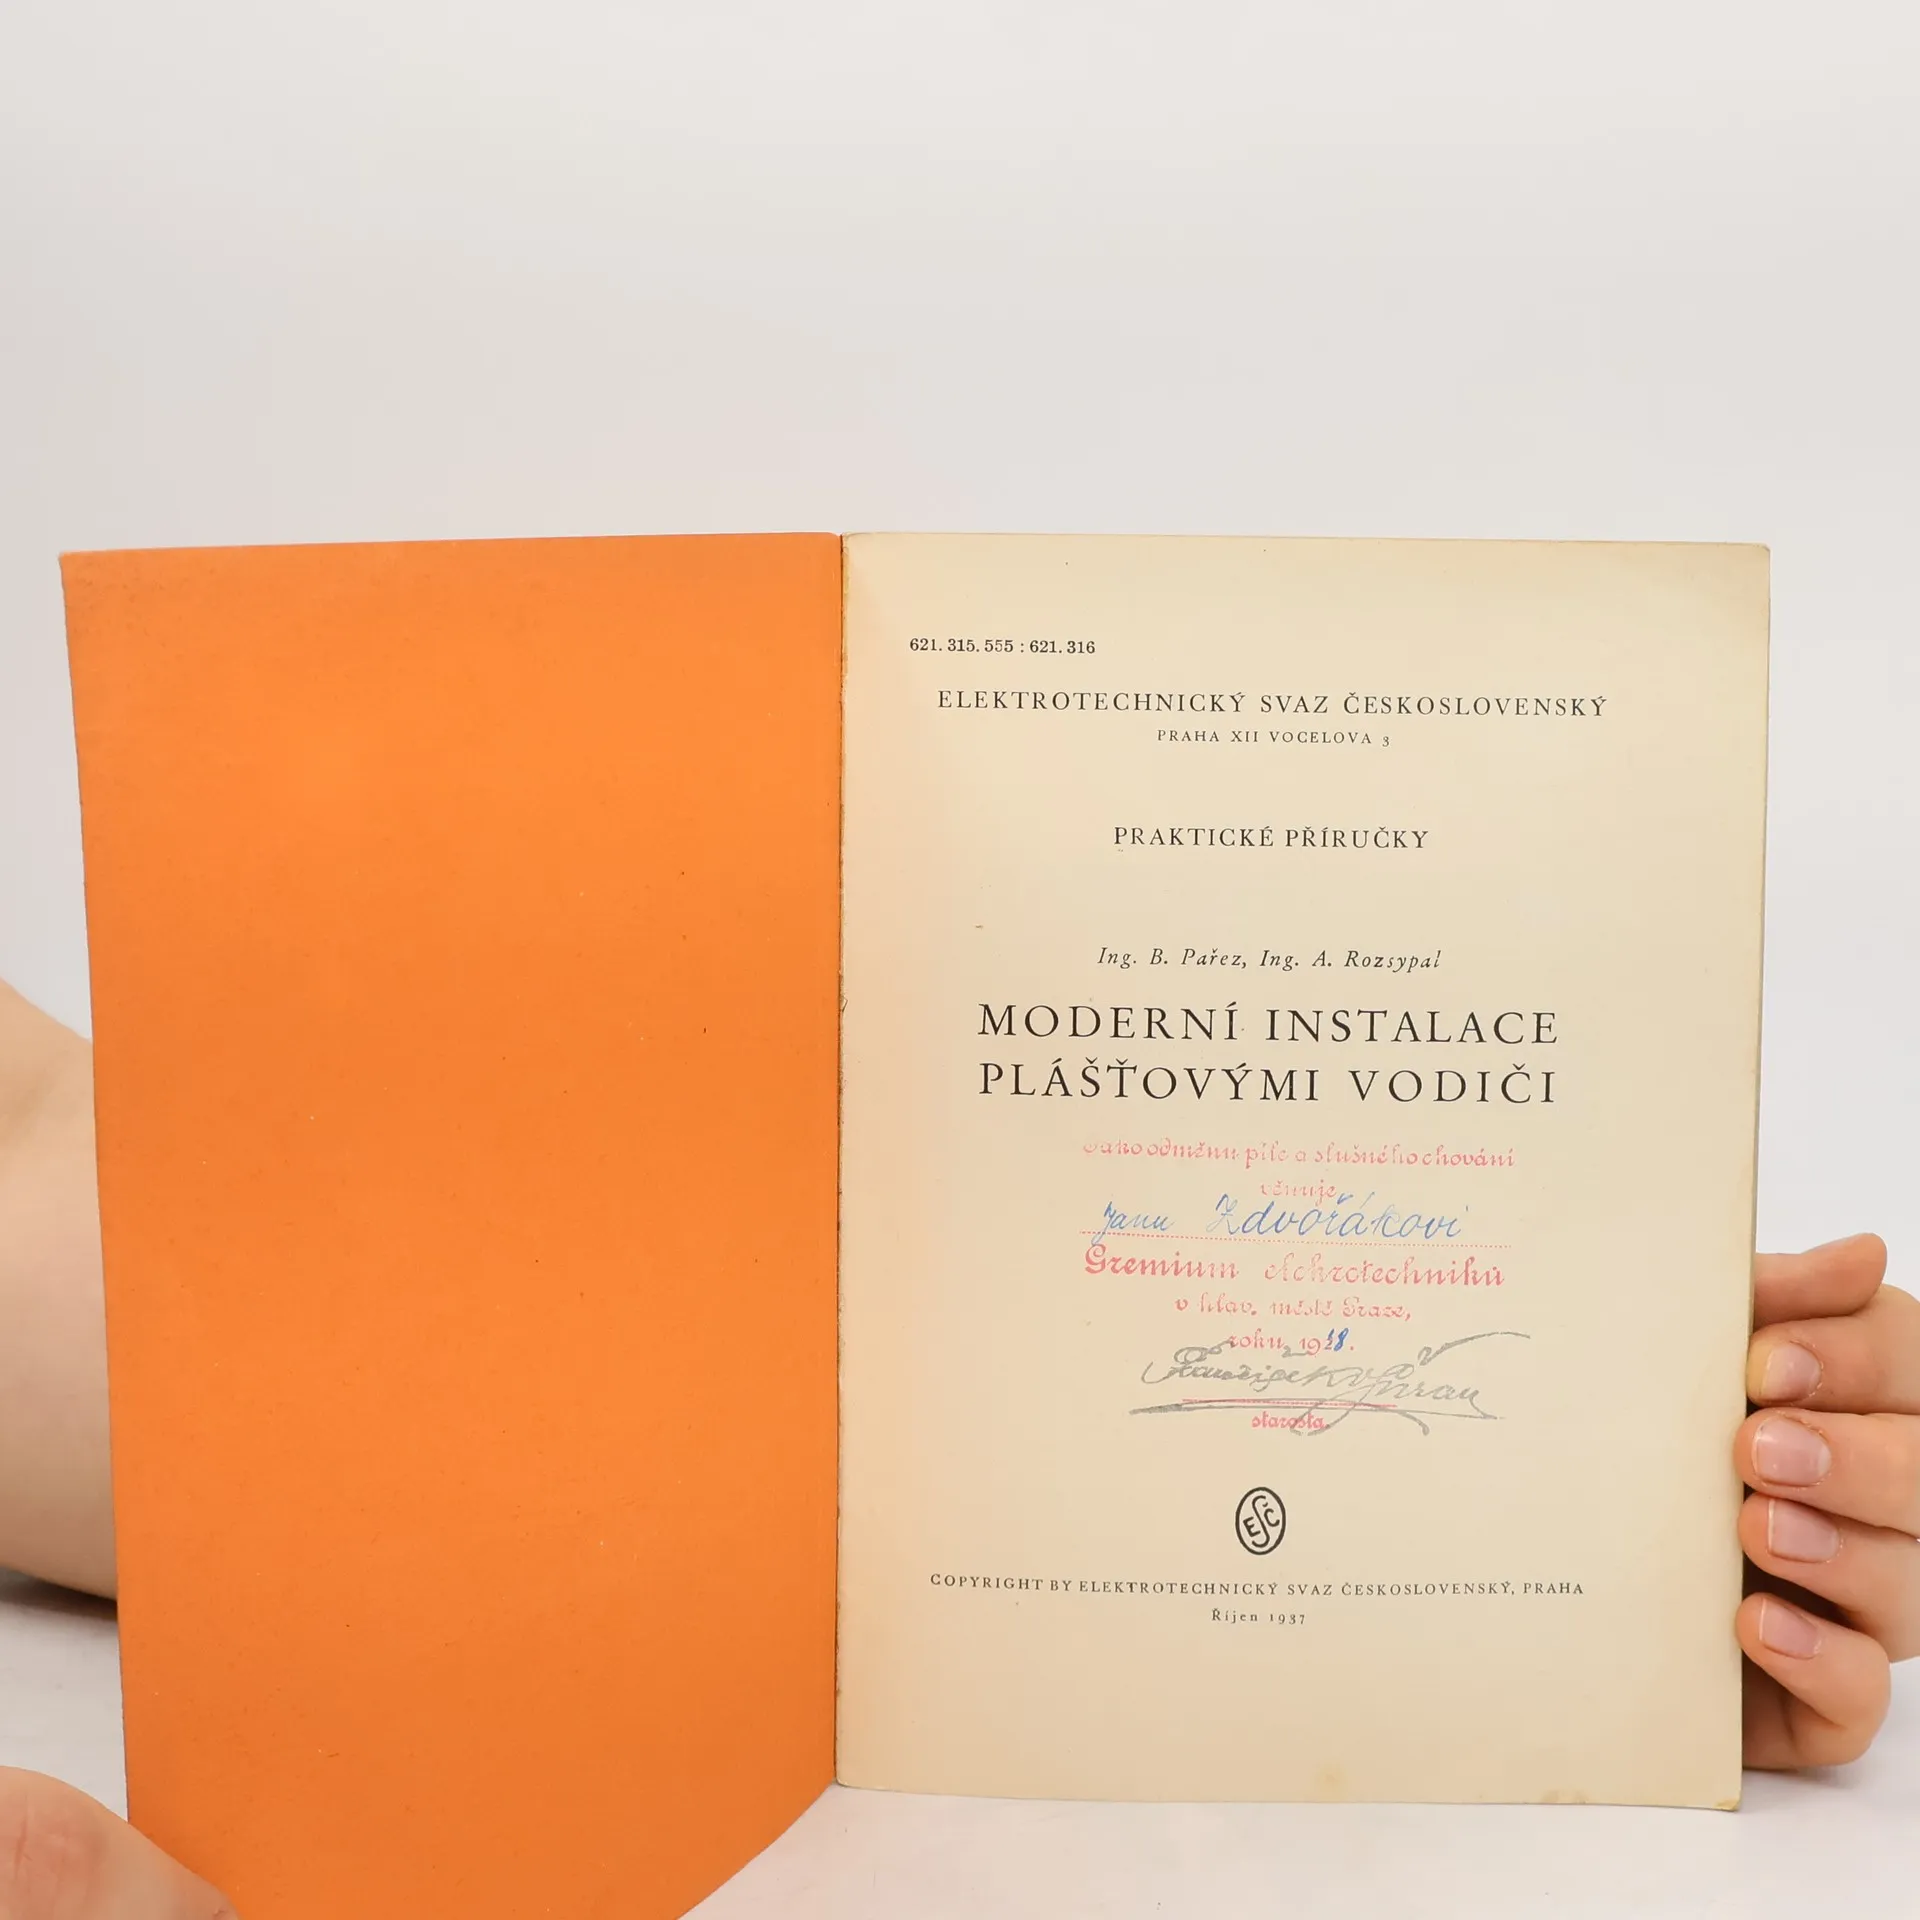 621. 315. 555 : 621. 316
ELEKTROTECHNICKÝ SVAZ ČESKOSLOVENSKÝ
PRAHA XII VOCELOVA 3
PRAKTICKÉ PŘÍRUČKY
Ing. B. Pařez, Ing. A. Rozsypal
MODERNÍ INSTALACE
PLÁŠŤOVÝMI VODIČI
Jako odměnu píle a slušného chování
věnuje
Janu Zdvořákovi
Gremium elektrotechniků
v hlav. městě Praze,
roku 1938.
starosta.
ESČ
COPYRIGHT BY ELEKTROTECHNICKÝ SVAZ ČESKOSLOVENSKÝ, PRAHA
Říjen 1937